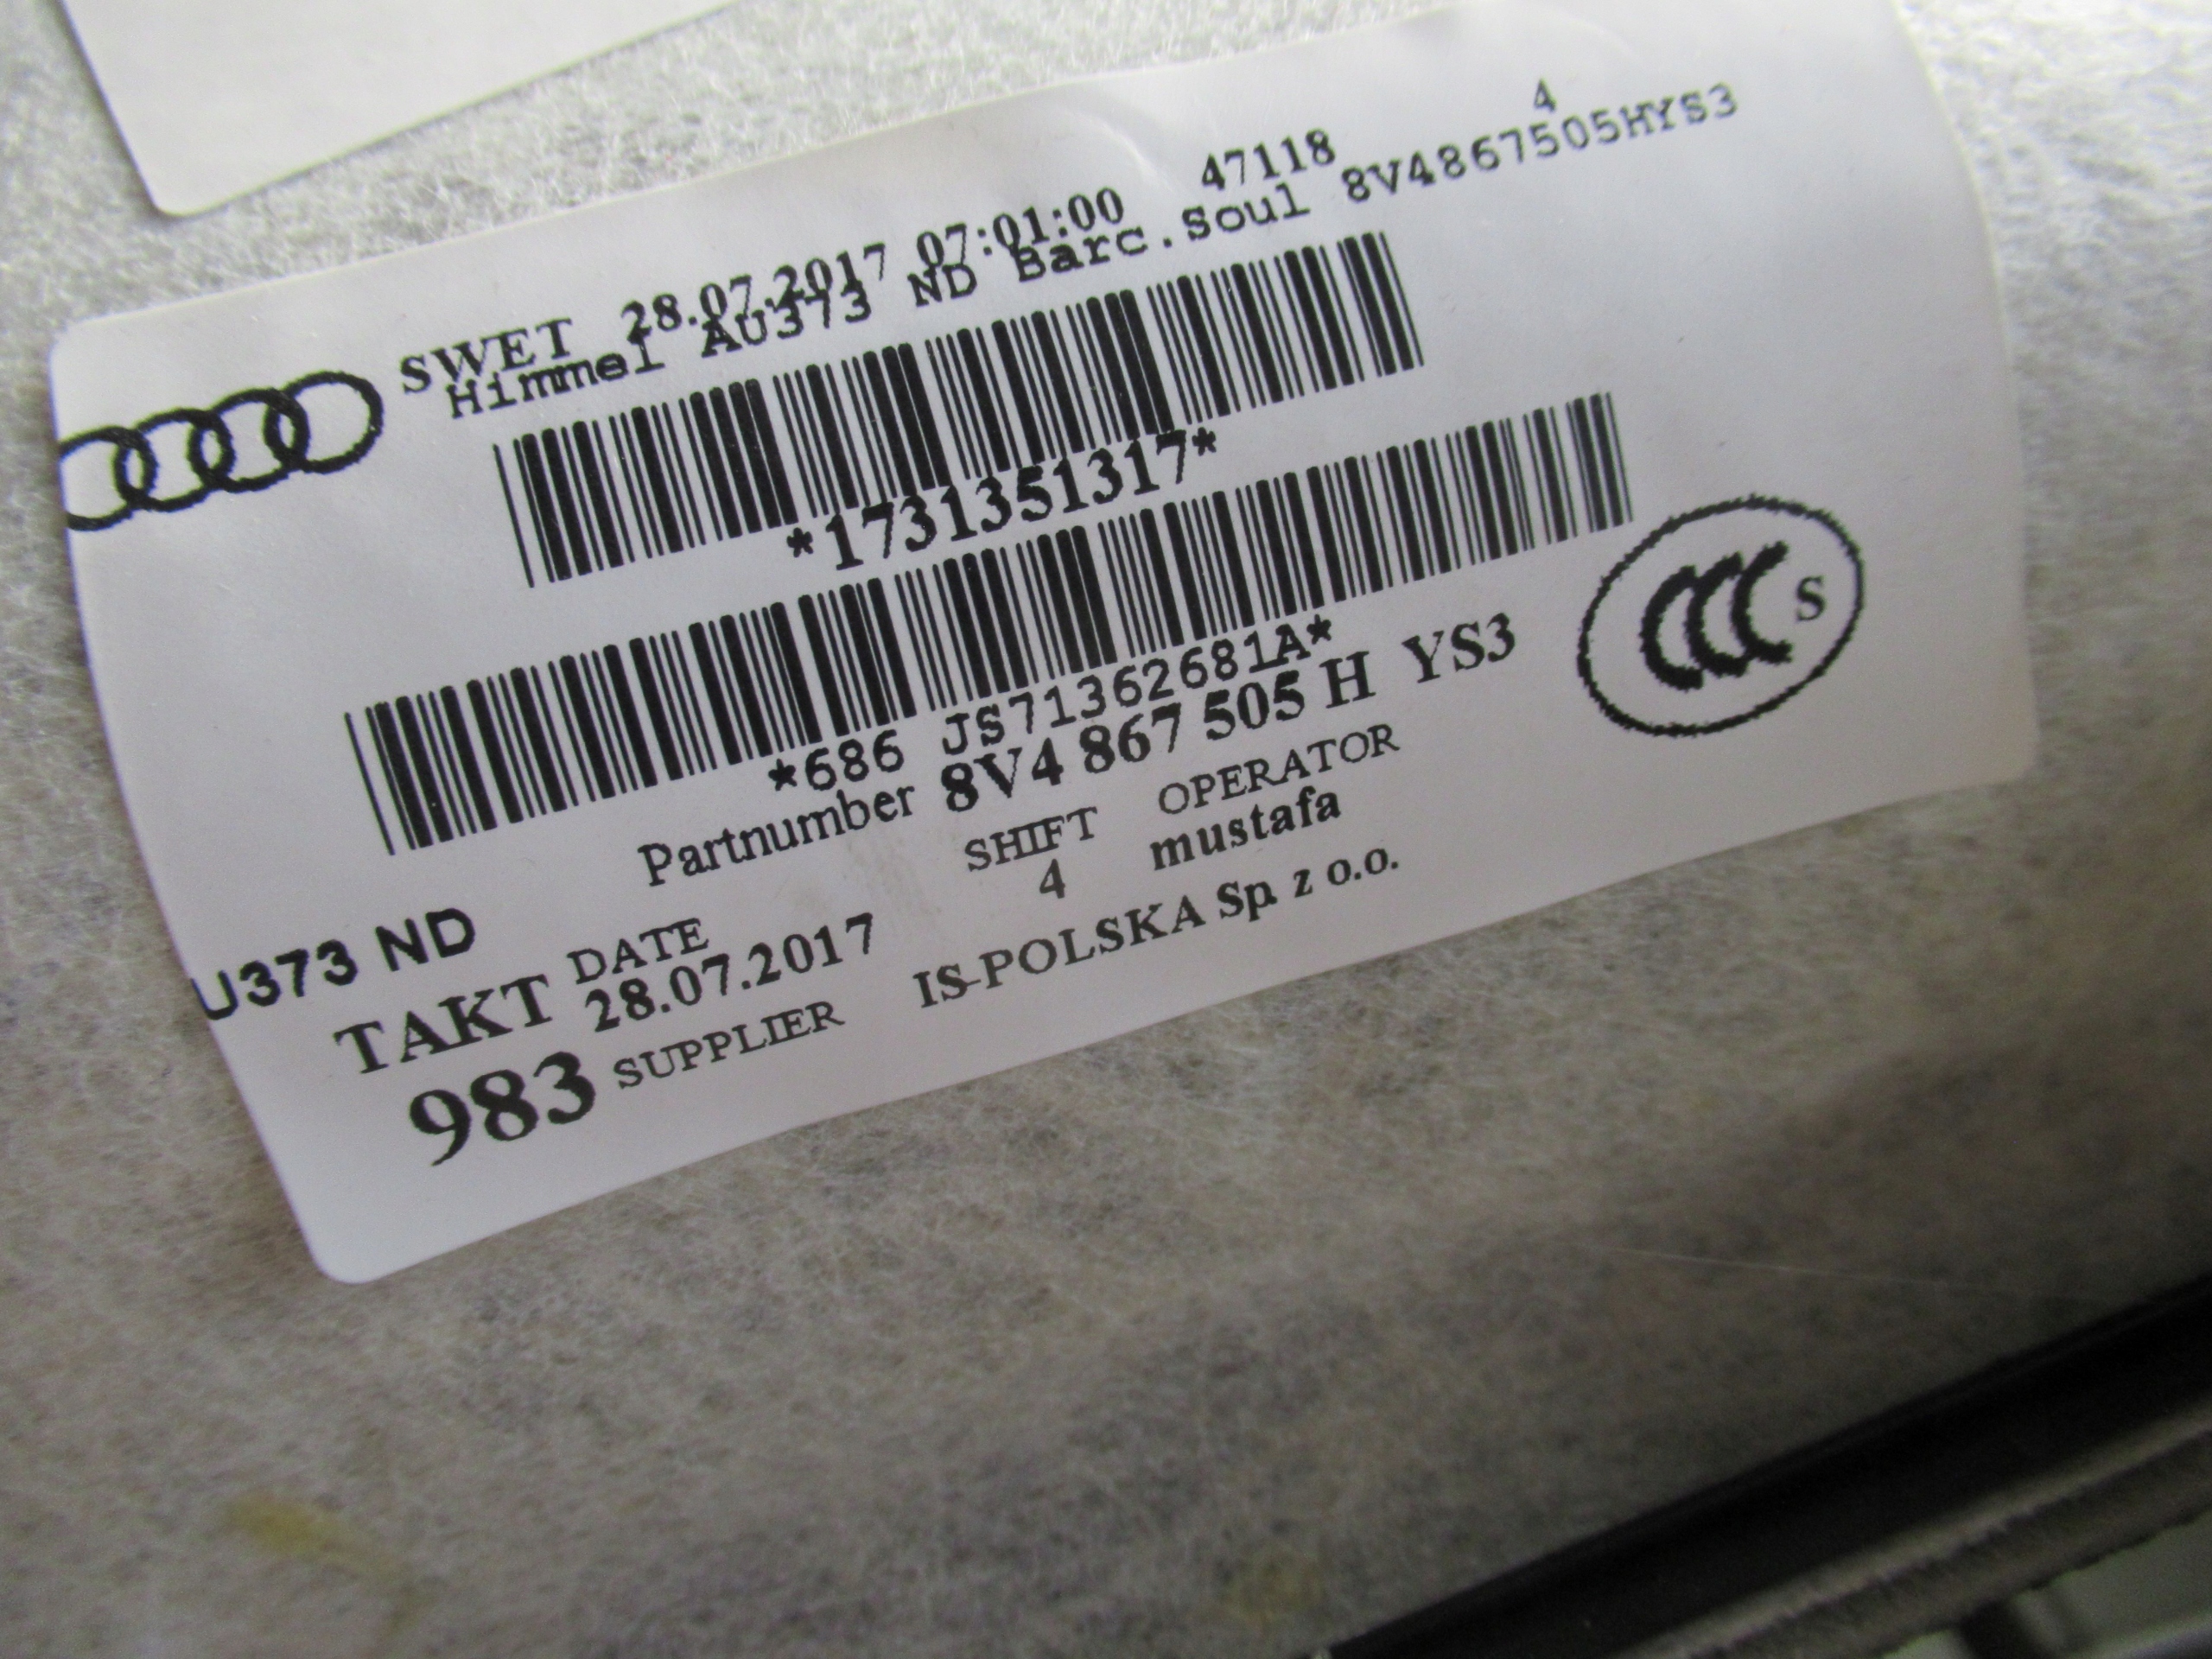 SWET 28.07.2017 07:01:00 47118 4
Himmel AU373 ND Barc.soul 8V4867505HYS3
*1731351317*
*686 JS71362681A*
Partnumber 8V4 867 505 H YS3
CCC S
SHIFT OPERATOR
4 mustafa
U373 ND
TAKT DATE
28.07.2017
983 SUPPLIER IS-POLSKA Sp. z o.o.